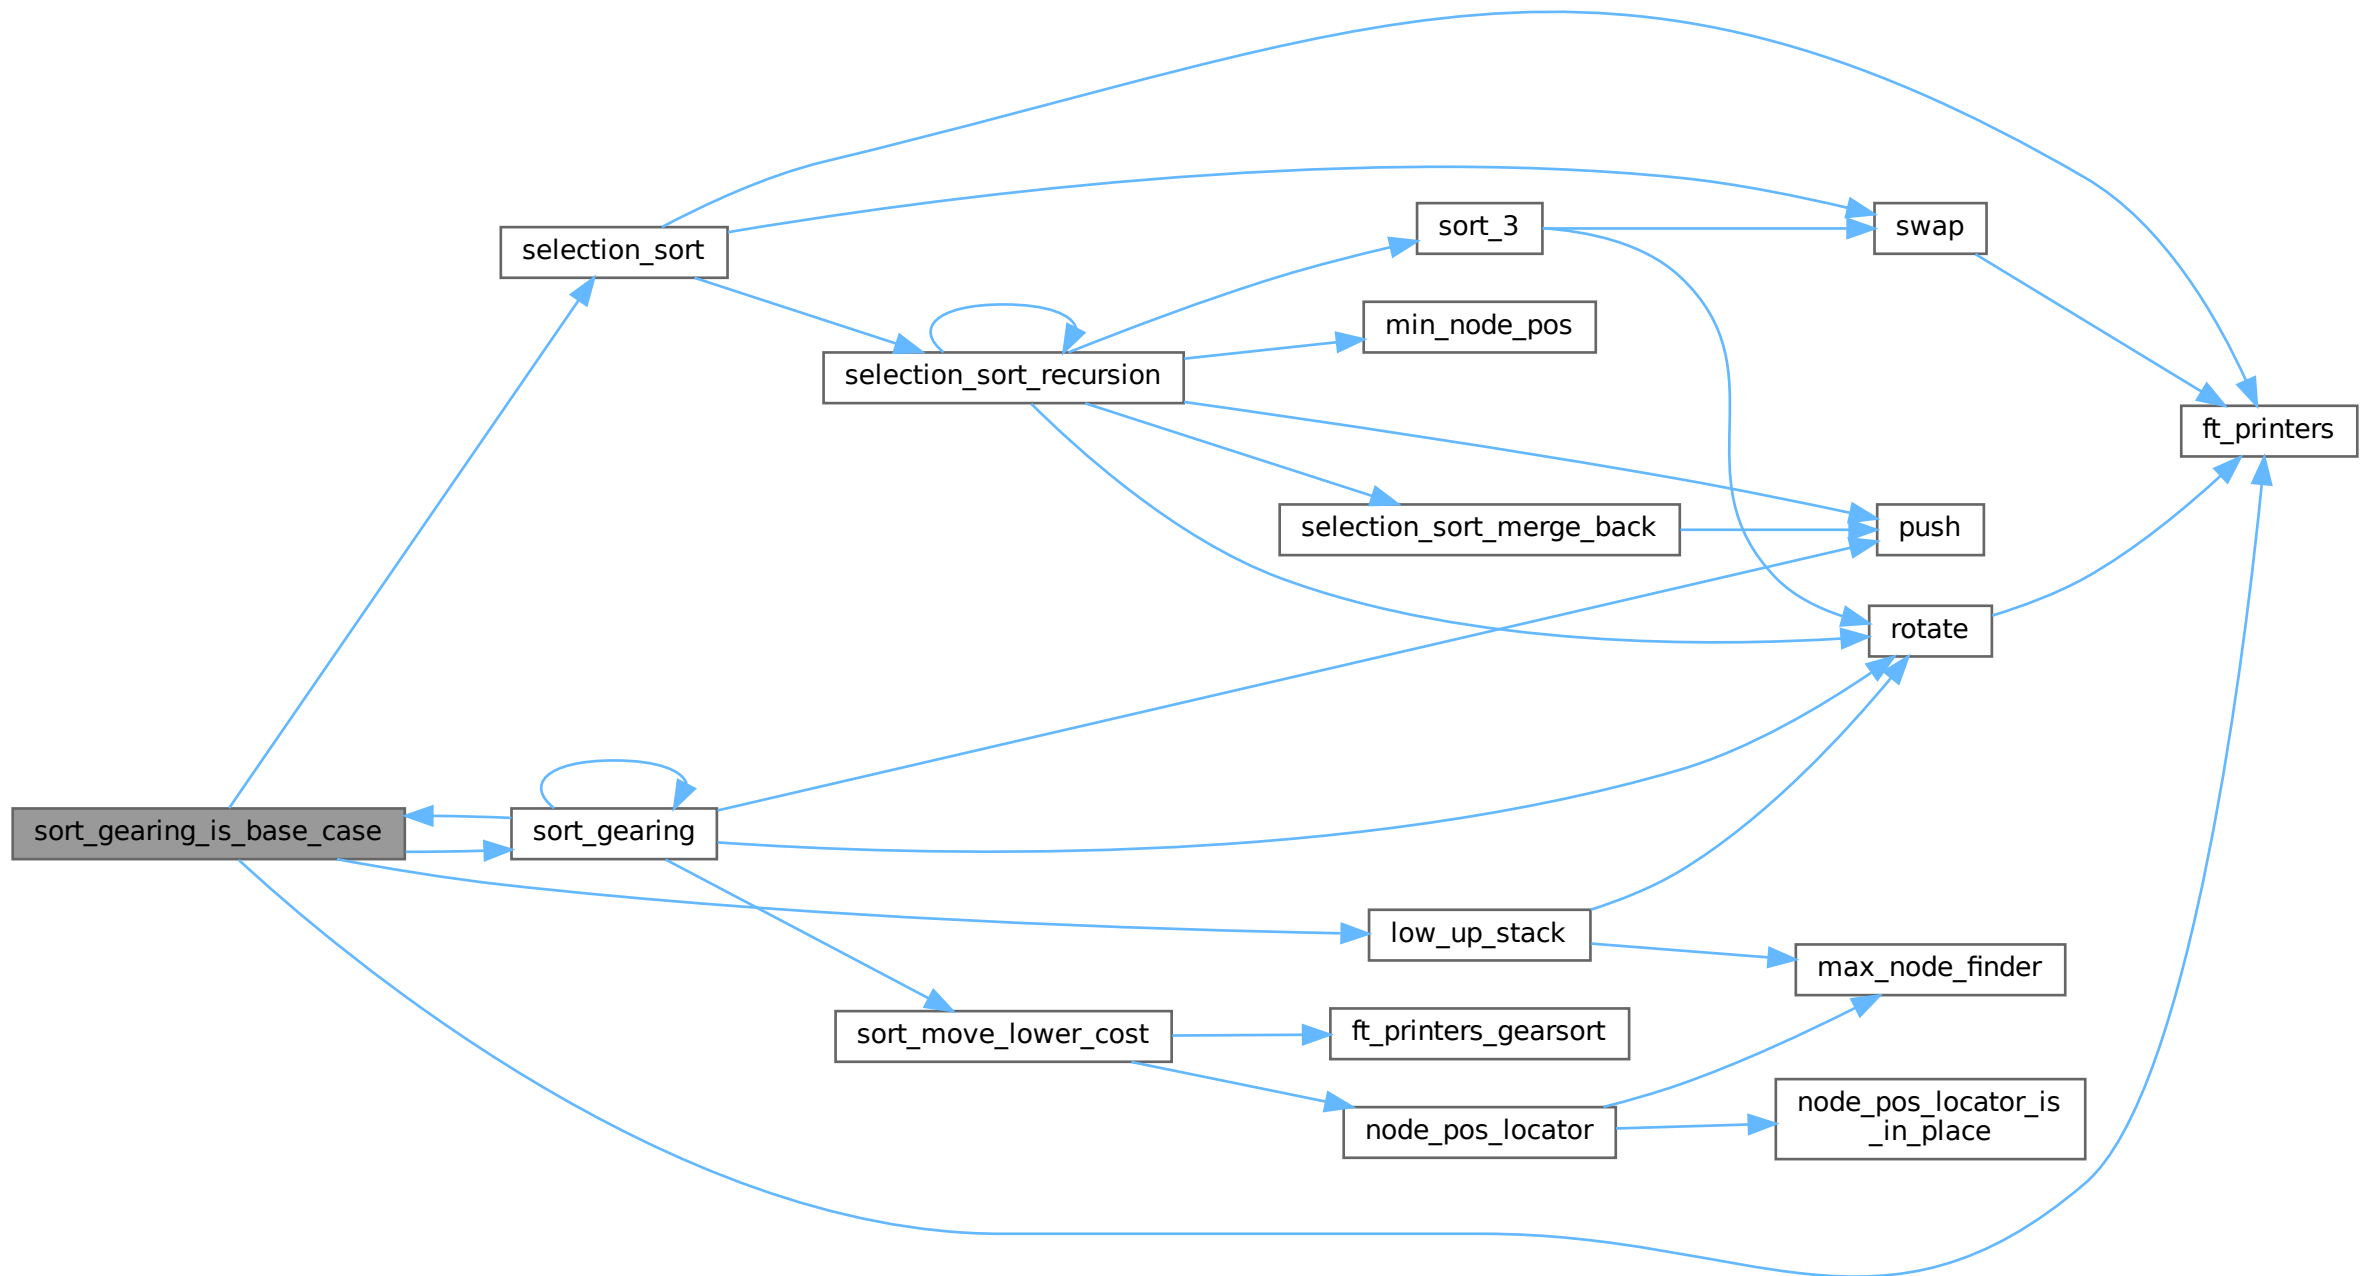 selection_sort
sort_3
swap
min_node_pos
selection_sort_recursion
ft_printers
selection_sort_merge_back
push
rotate
sort_gearing_is_base_case
sort_gearing
low_up_stack
max_node_finder
sort_move_lower_cost
ft_printers_gearsort
node_pos_locator
node_pos_locator_is
_in_place